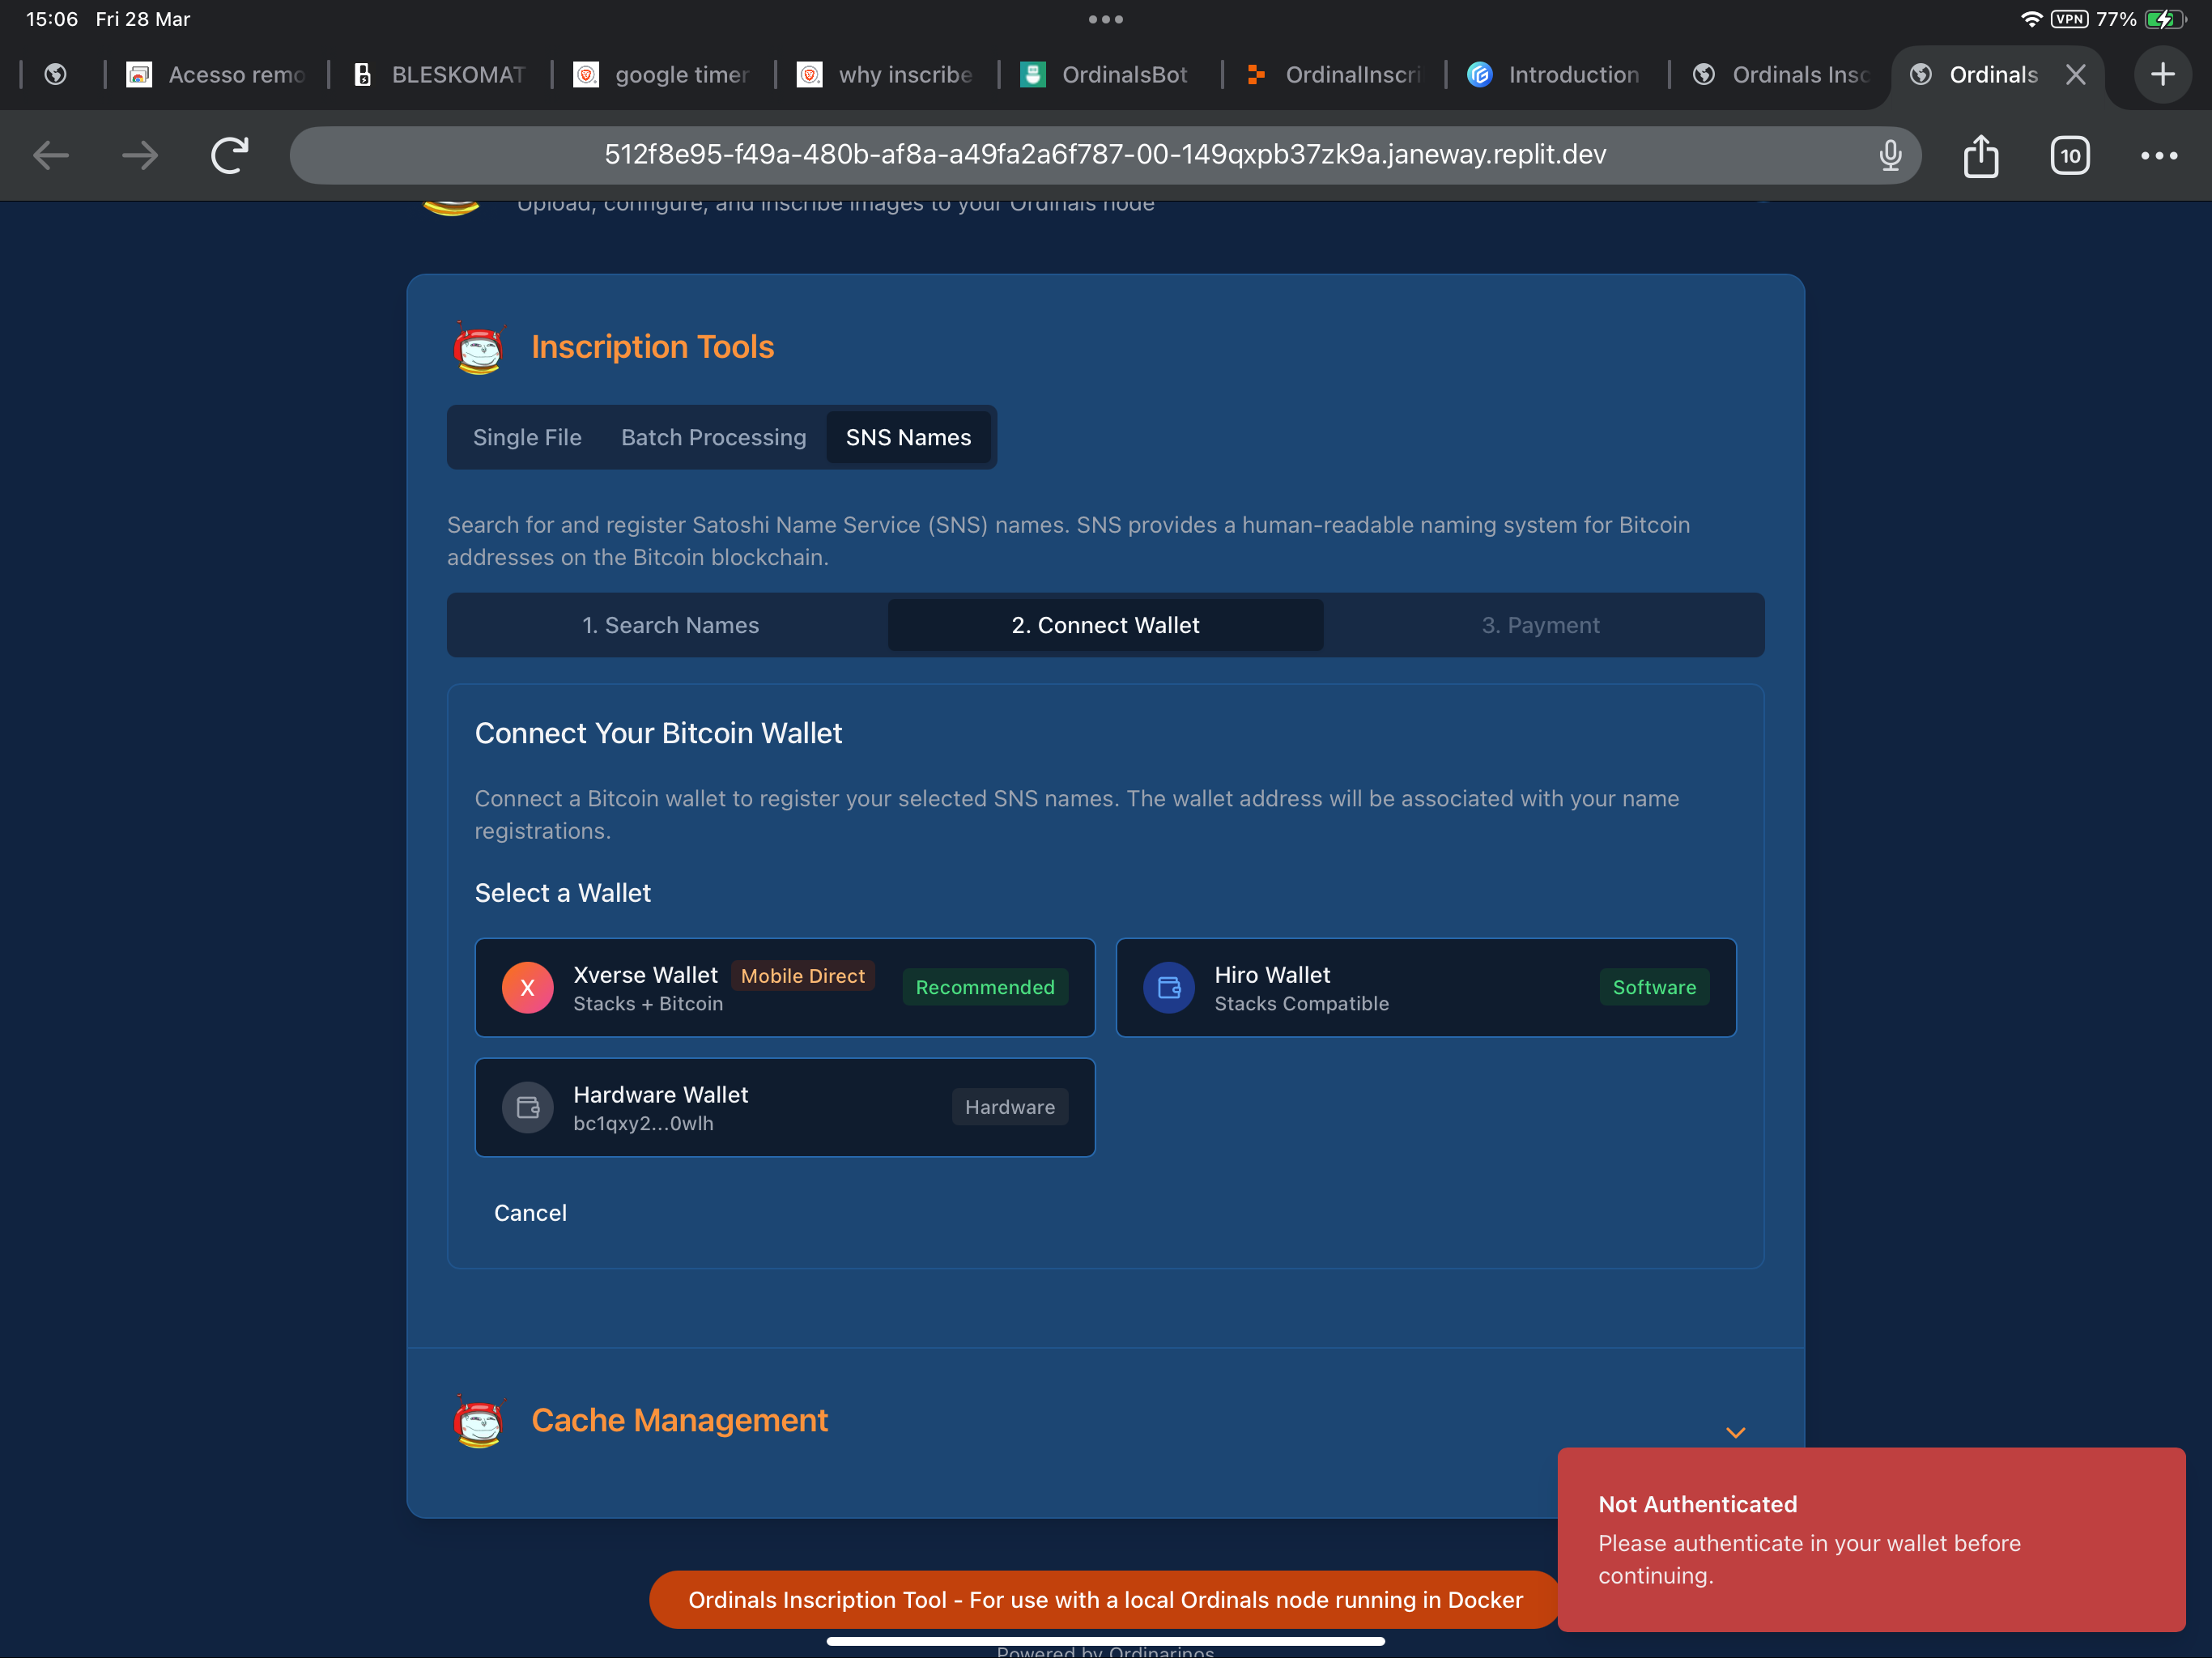 15:06 Fri 28 Mar
VPN 77%
Acesso remo
BLESKOMAT
google timer
why inscribe
OrdinalsBot
OrdinalInscri
Introduction
Ordinals Insc
Ordinals
512f8e95-f49a-480b-af8a-a49fa2a6f787-00-149qxpb37zk9a.janeway.replit.dev
10
Upload, configure, and inscribe images to your Ordinals node
Inscription Tools
Single File
Batch Processing
SNS Names
Search for and register Satoshi Name Service (SNS) names. SNS provides a human-readable naming system for Bitcoin
addresses on the Bitcoin blockchain.
1. Search Names
2. Connect Wallet
3. Payment
Connect Your Bitcoin Wallet
Connect a Bitcoin wallet to register your selected SNS names. The wallet address will be associated with your name
registrations.
Select a Wallet
X
Xverse Wallet
Mobile Direct
Stacks + Bitcoin
Recommended
Hiro Wallet
Stacks Compatible
Software
Hardware Wallet
bc1qxy2...0wlh
Hardware
Cancel
Cache Management
Not Authenticated
Please authenticate in your wallet before
continuing.
Ordinals Inscription Tool - For use with a local Ordinals node running in Docker
Powered by Ordinarinos